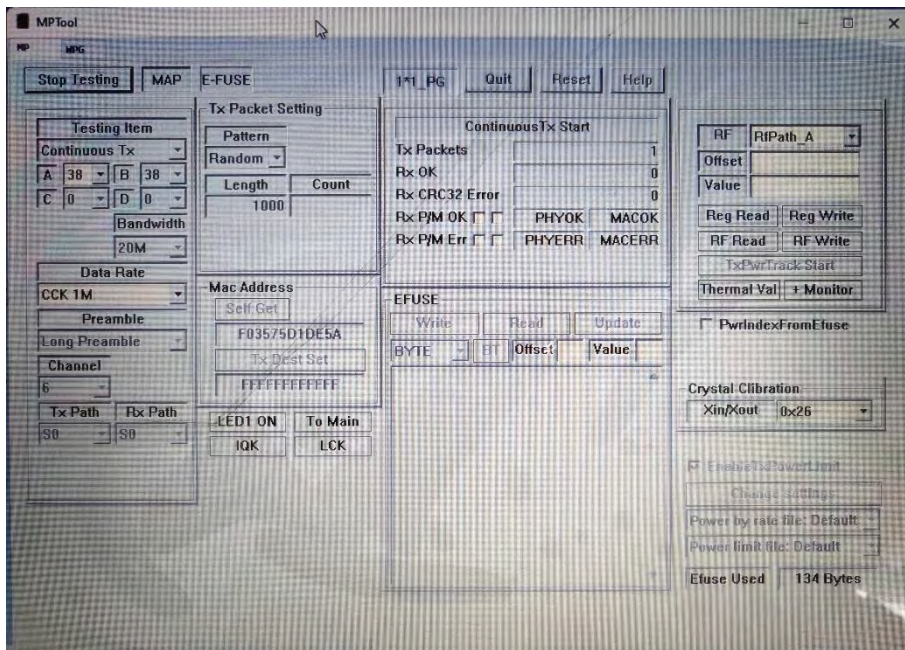 MPTool
MP MPG
Stop Testing MAP E-FUSE 1*1_PG Quit Reset Help
Testing Item
Continuous Tx
A 38 B 38
C 0 D 0
Bandwidth
20M
Data Rate
CCK 1M
Preamble
Long Preamble
Channel
6
Tx Path Rx Path
S0 S0
Tx Packet Setting
Pattern
Random
Length Count
1000
Mac Address
Self Get
F03575D1DE5A
Tx Dest Set
FFFFFFFFFFFF
LED1 ON To Main
IQK LCK
ContinuousTx Start
Tx Packets 1
Rx OK 0
Rx CRC32 Error 0
Rx P/M OK PHYOK MACOK
Rx P/M Err PHYERR MACERR
EFUSE
Write Read Update
BYTE BT Offset Value
RF RfPath_A
Offset
Value
Reg Read Reg Write
RF Read RF Write
TxPwrTrack Start
Thermal Val + Monitor
PwrIndexFromEfuse
Crystal Clibration
Xin/Xout 0x26
EnableTxPowerLimit
Change settings
Power by rate file: Default
Power limit file: Default
Efuse Used 134 Bytes